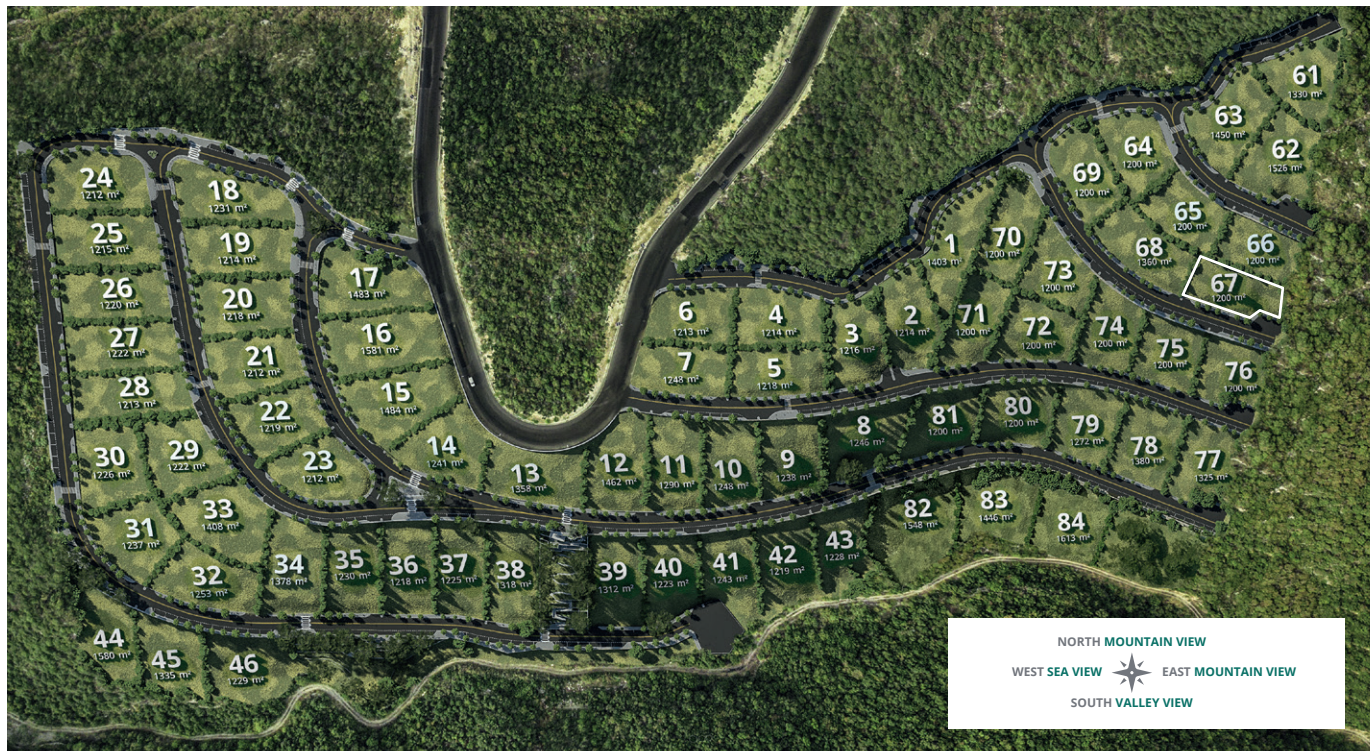 61
1330 m²
63
1450 m²
62
1526 m²
64
1200 m²
69
1200 m²
65
1200 m²
66
1200 m²
68
1360 m²
67
1200 m²
1
1403 m²
70
1200 m²
73
1200 m²
24
1212 m²
18
1231 m²
25
1215 m²
19
1214 m²
17
1483 m²
26
1220 m²
20
1218 m²
16
1581 m²
27
1222 m²
21
1212 m²
15
1484 m²
28
1213 m²
22
1219 m²
14
1241 m²
30
1226 m²
29
1222 m²
23
1212 m²
13
1358 m²
31
1237 m²
33
1408 m²
32
1253 m²
34
1378 m²
35
1230 m²
36
1218 m²
37
1225 m²
38
318 m²
6
1213 m²
4
1214 m²
3
1216 m²
2
1214 m²
71
1200 m²
72
1200 m²
74
1200 m²
75
1200 m²
76
1200 m²
7
1248 m²
5
1218 m²
12
1462 m²
11
1290 m²
10
1248 m²
9
1238 m²
8
1246 m²
81
1200 m²
80
1200 m²
79
1272 m²
78
380 m²
77
1325 m²
39
1312 m²
40
1223 m²
41
1243 m²
42
1219 m²
43
1228 m²
82
1548 m²
83
1446 m²
84
1613 m²
44
1580 m²
45
1335 m²
46
1229 m²
NORTH MOUNTAIN VIEW
WEST SEA VIEW EAST MOUNTAIN VIEW
SOUTH VALLEY VIEW